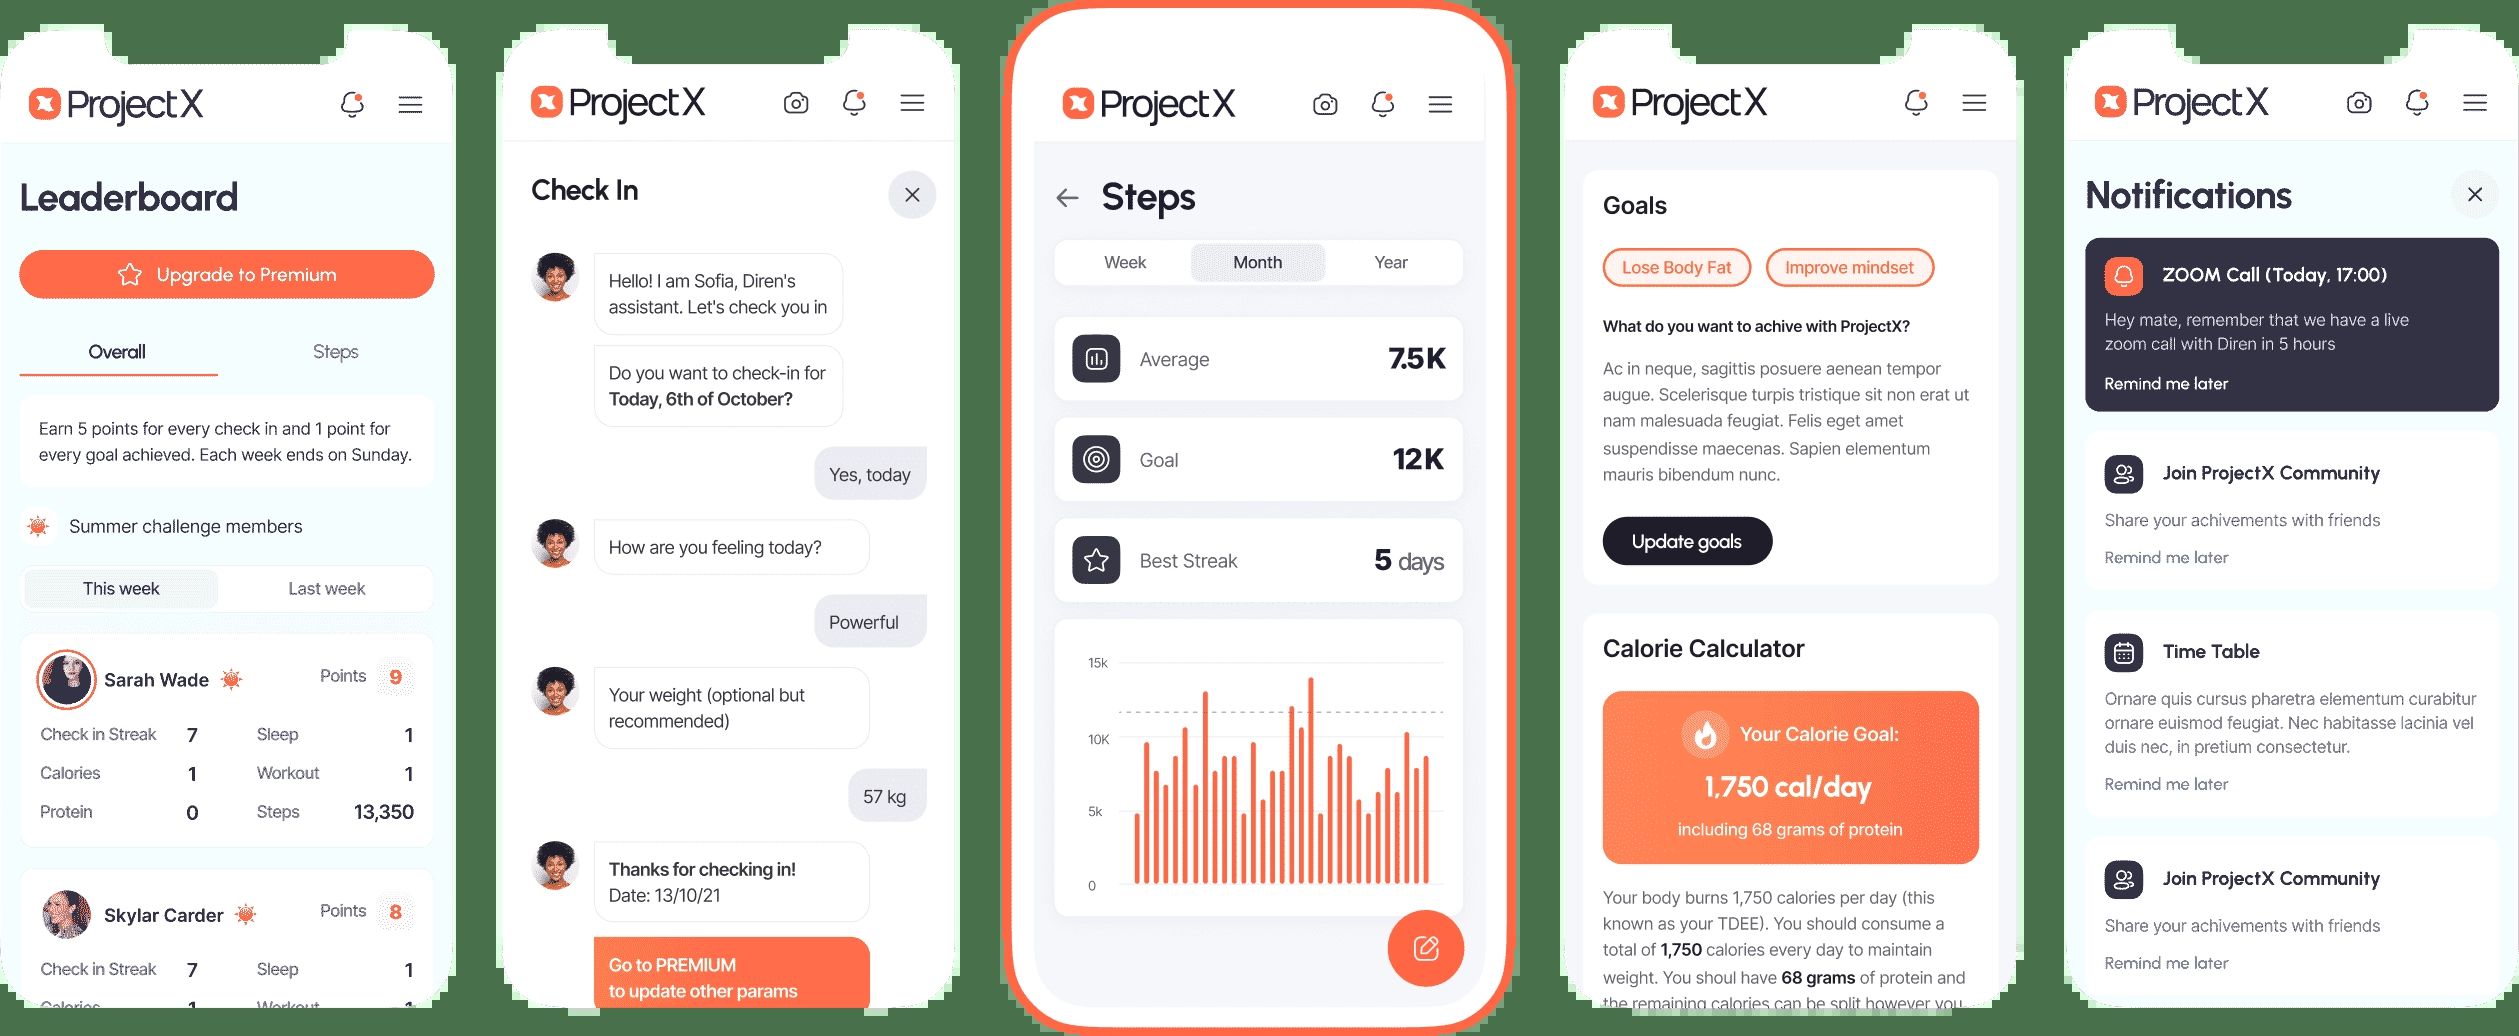 ProjectX
Leaderboard
Upgrade to Premium
Overall
Steps
Earn 5 points for every check in and 1 point for
every goal achieved. Each week ends on Sunday.
Summer challenge members
This week
Last week
Sarah Wade
Points
9
Check in Streak
7
Sleep
1
Calories
1
Workout
1
Protein
0
Steps
13,350
Skylar Carder
Points
8
Check in Streak
7
Sleep
1
Calories
1
Workout
1
ProjectX
Check In
Hello! I am Sofia, Diren's
assistant. Let's check you in
Do you want to check-in for
Today, 6th of October?
Yes, today
How are you feeling today?
Powerful
Your weight (optional but
recommended)
57 kg
Thanks for checking in!
Date: 13/10/21
Go to PREMIUM
to update other params
ProjectX
Steps
Week
Month
Year
Average
7.5K
Goal
12K
Best Streak
5 days
15k
10K
5k
0
ProjectX
Goals
Lose Body Fat
Improve mindset
What do you want to achive with ProjectX?
Ac in neque, sagittis posuere aenean tempor
augue. Scelerisque turpis tristique sit non erat ut
nam malesuada feugiat. Felis eget amet
suspendisse maecenas. Sapien elementum
mauris bibendum nunc.
Update goals
Calorie Calculator
Your Calorie Goal:
1,750 cal/day
including 68 grams of protein
Your body burns 1,750 calories per day (this
known as your TDEE). You should consume a
total of 1,750 calories every day to maintain
weight. You shoul have 68 grams of protein and
the remaining calories can be split however you
ProjectX
Notifications
ZOOM Call (Today, 17:00)
Hey mate, remember that we have a live
zoom call with Diren in 5 hours
Remind me later
Join ProjectX Community
Share your achivements with friends
Remind me later
Time Table
Ornare quis cursus pharetra elementum curabitur
ornare euismod feugiat. Nec habitasse lacinia vel
duis nec, in pretium consectetur.
Remind me later
Join ProjectX Community
Share your achivements with friends
Remind me later